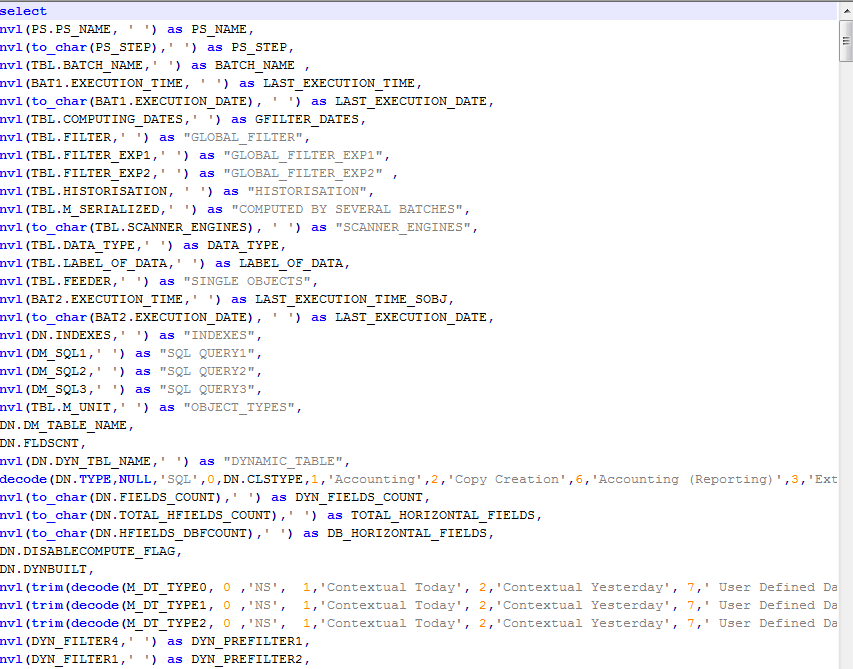 select
nvl(PS.PS_NAME, ' ') as PS_NAME,
nvl(to_char(PS_STEP),' ') as PS_STEP,
nvl(TBL.BATCH_NAME,' ') as BATCH_NAME ,
nvl(BAT1.EXECUTION_TIME, ' ') as LAST_EXECUTION_TIME,
nvl(to_char(BAT1.EXECUTION_DATE), ' ') as LAST_EXECUTION_DATE,
nvl(TBL.COMPUTING_DATES,' ') as GFILTER_DATES,
nvl(TBL.FILTER,' ') as "GLOBAL_FILTER",
nvl(TBL.FILTER_EXP1,' ') as "GLOBAL_FILTER_EXP1",
nvl(TBL.FILTER_EXP2,' ') as "GLOBAL_FILTER_EXP2" ,
nvl(TBL.HISTORISATION, ' ') as "HISTORISATION",
nvl(TBL.M_SERIALIZED,' ') as "COMPUTED BY SEVERAL BATCHES",
nvl(to_char(TBL.SCANNER_ENGINES), ' ') as "SCANNER_ENGINES",
nvl(TBL.DATA_TYPE,' ') as DATA_TYPE,
nvl(TBL.LABEL_OF_DATA,' ') as LABEL_OF_DATA,
nvl(TBL.FEEDER,' ') as "SINGLE OBJECTS",
nvl(BAT2.EXECUTION_TIME,' ') as LAST_EXECUTION_TIME_SOBJ,
nvl(to_char(BAT2.EXECUTION_DATE), ' ') as LAST_EXECUTION_DATE,
nvl(DN.INDEXES,' ') as "INDEXES",
nvl(DM_SQL1,' ') as "SQL QUERY1",
nvl(DM_SQL2,' ') as "SQL QUERY2",
nvl(DM_SQL3,' ') as "SQL QUERY3",
nvl(TBL.M_UNIT,' ') as "OBJECT_TYPES",
DN.DM_TABLE_NAME,
DN.FLDSCNT,
nvl(DN.DYN_TBL_NAME,' ') as "DYNAMIC_TABLE",
decode(DN.TYPE,NULL,'SQL',0,DN.CLSTYPE,1,'Accounting',2,'Copy Creation',6,'Accounting (Reporting)',3,'Ext
nvl(to_char(DN.FIELDS_COUNT),' ') as DYN_FIELDS_COUNT,
nvl(to_char(DN.TOTAL_HFIELDS_COUNT),' ') as TOTAL_HORIZONTAL_FIELDS,
nvl(to_char(DN.HFIELDS_DBFCOUNT),' ') as DB_HORIZONTAL_FIELDS,
DN.DISABLECOMPUTE_FLAG,
DN.DYNBUILT,
nvl(trim(decode(M_DT_TYPE0, 0 ,'NS',  1,'Contextual Today', 2,'Contextual Yesterday', 7,' User Defined Da
nvl(trim(decode(M_DT_TYPE1, 0 ,'NS',  1,'Contextual Today', 2,'Contextual Yesterday', 7,' User Defined Da
nvl(trim(decode(M_DT_TYPE2, 0 ,'NS',  1,'Contextual Today', 2,'Contextual Yesterday', 7,' User Defined Da
nvl(DYN_FILTER4,' ') as DYN_PREFILTER1,
nvl(DYN_FILTER1,' ') as DYN_PREFILTER2,